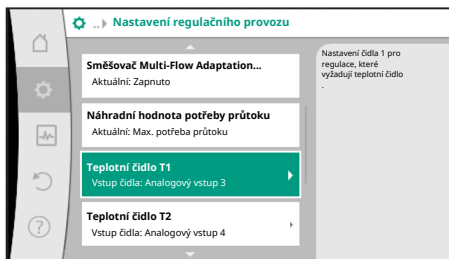 .. Nastavení regulačního provozu
Směšovač Multi-Flow Adaptation...
Aktuální: Zapnuto
Náhradní hodnota potřeby průtoku
Aktuální: Max. potřeba průtoku
Teplotní čidlo T1
Vstup čidla: Analogový vstup 3
Teplotní čidlo T2
Vstup čidla: Analogový vstup 4
Nastavení čidla 1 pro
regulace, které
vyžadují teplotní čidlo
.